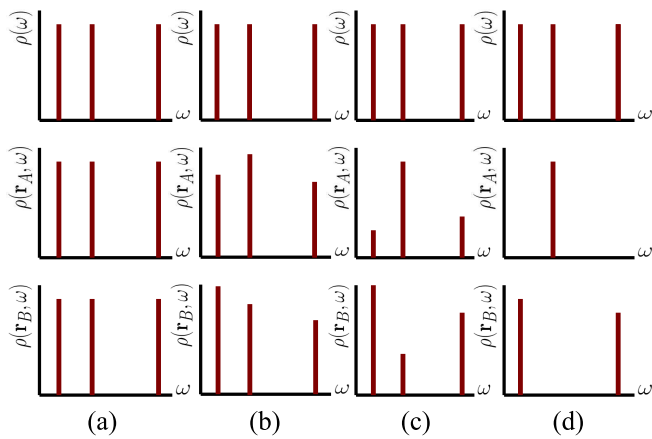 ρ(ω) ω ρ(ω) ω ρ(ω) ω ρ(ω) ω
ρ(r_A, ω) ω ρ(r_A, ω) ω ρ(r_A, ω) ω ρ(r_A, ω) ω
ρ(r_B, ω) ω ρ(r_B, ω) ω ρ(r_B, ω) ω ρ(r_B, ω) ω
(a) (b) (c) (d)